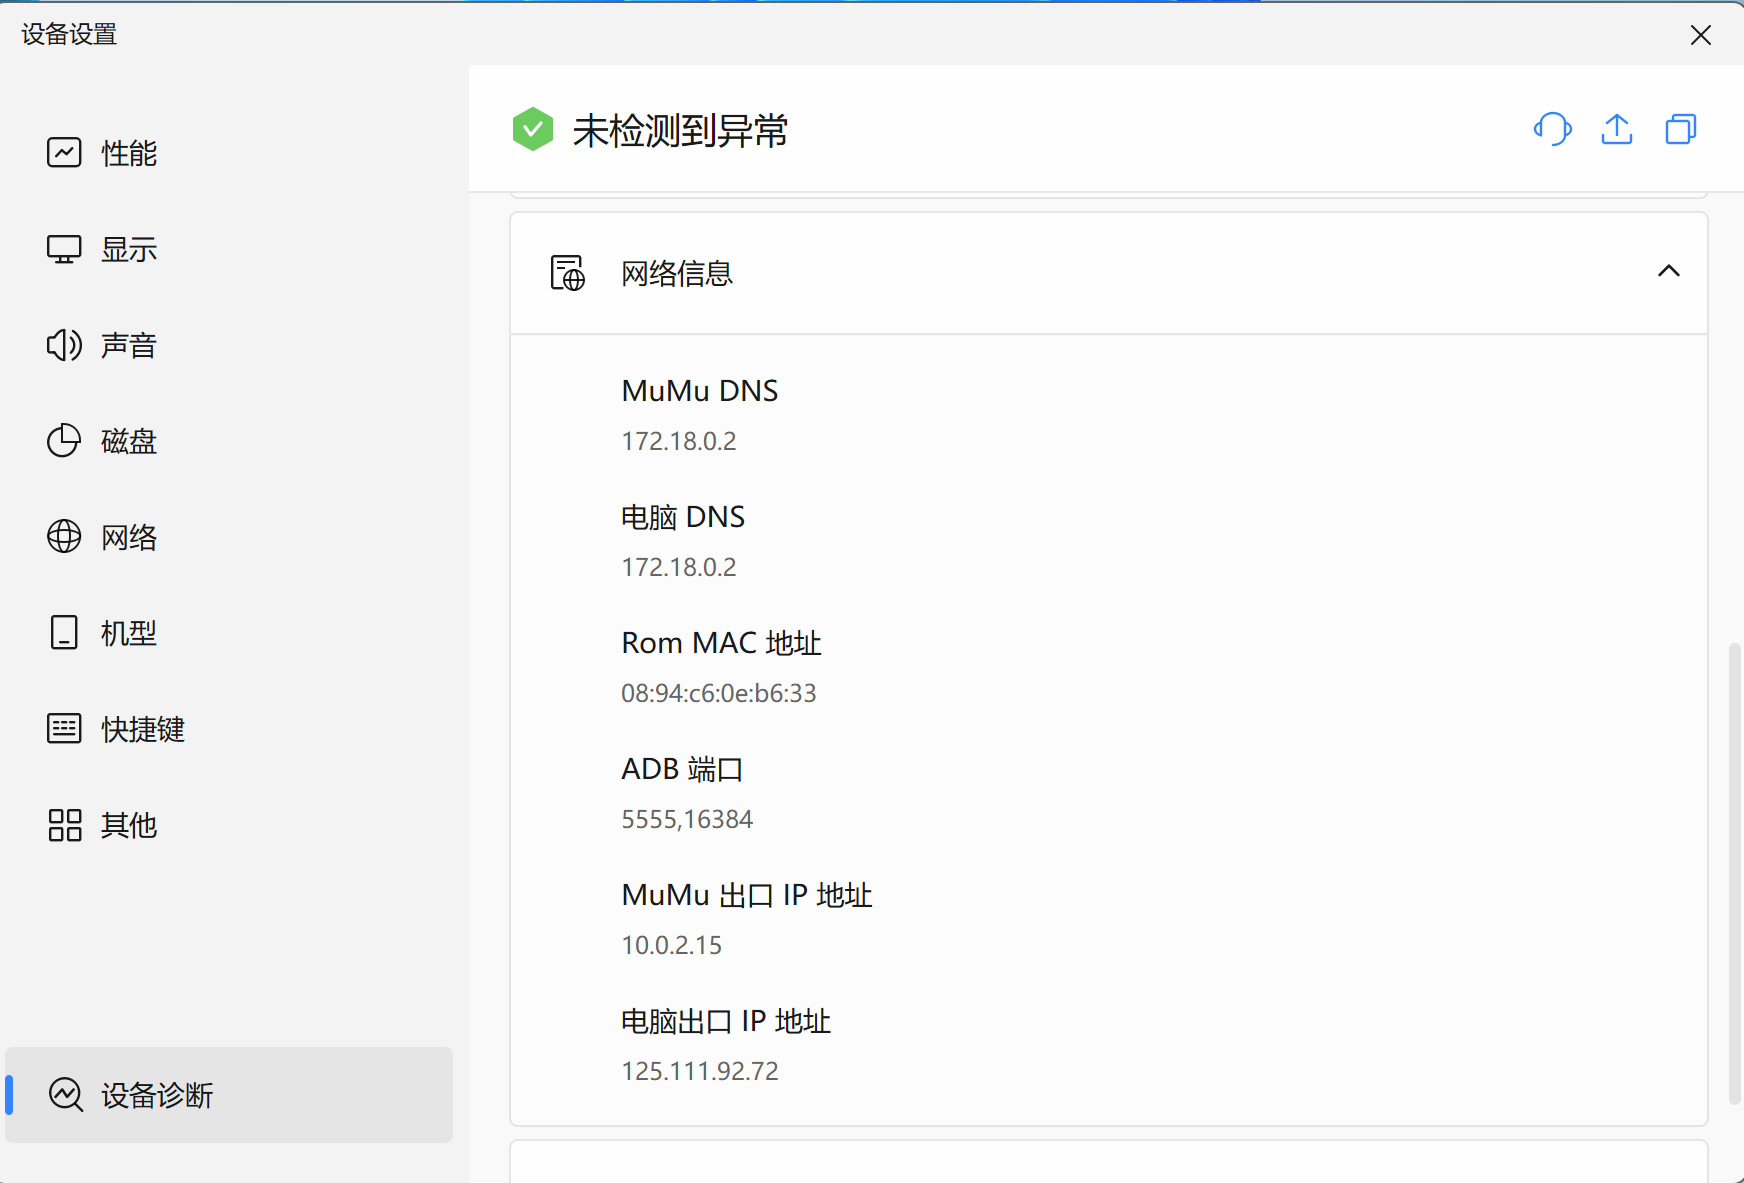 设备设置
性能
显示
声音
磁盘
网络
机型
快捷键
其他
设备诊断
未检测到异常
网络信息
MuMu DNS
172.18.0.2
电脑 DNS
172.18.0.2
Rom MAC 地址
08:94:c6:0e:b6:33
ADB 端口
5555,16384
MuMu 出口 IP 地址
10.0.2.15
电脑出口 IP 地址
125.111.92.72